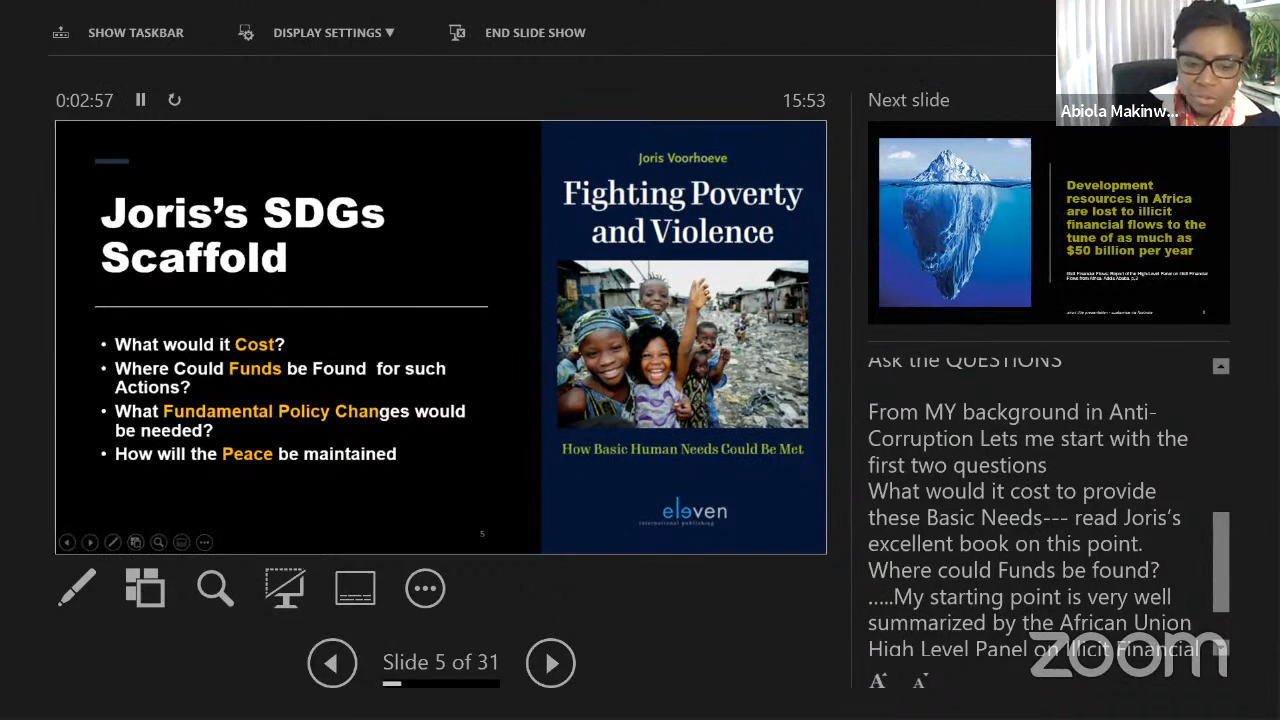 SHOW TASKBAR
DISPLAY SETTINGS ▼
END SLIDE SHOW
Abiola Makinw...
0:02:57
15:53
Next slide
Joris's SDGs
Scaffold
• What would it Cost?
• Where Could Funds be Found for such
Actions?
• What Fundamental Policy Changes would
be needed?
• How will the Peace be maintained
5
Joris Voorhoeve
Fighting Poverty
and Violence
How Basic Human Needs Could Be Met
eleven
international publishing
Development
resources in Africa
are lost to illicit
financial flows to the
tune of as much as
$50 billion per year
Ask the QUESTIONS
From MY background in Anti-
Corruption Lets me start with the
first two questions
What would it cost to provide
these Basic Needs--- read Joris's
excellent book on this point.
Where could Funds be found?
.....My starting point is very well
summarized by the African Union
High Level Panel on Illicit Financial
Slide 5 of 31
A A
zoom